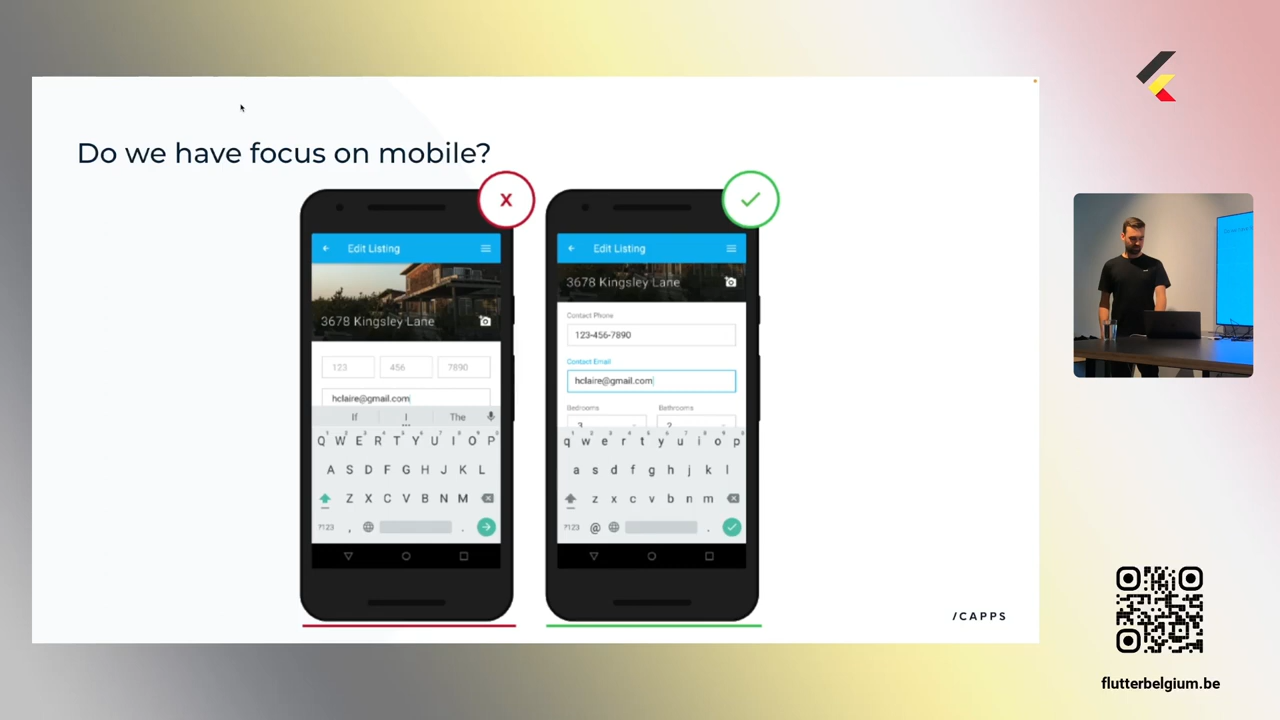 Do we have focus on mobile?
X
Edit Listing
3678 Kingsley Lane
123 456 7890
hclaire@gmail.com
If I The
Q W E R T Y U I O P
A S D F G H J K L
Z X C V B N M
?123 , .
Edit Listing
3678 Kingsley Lane
Contact Phone
123-456-7890
Contact Email
hclaire@gmail.com
Bedrooms Bathrooms
3 2
q w e r t y u i o p
a s d f g h j k l
z x c v b n m
?123 @ .
/CAPPS
flutterbelgium.be